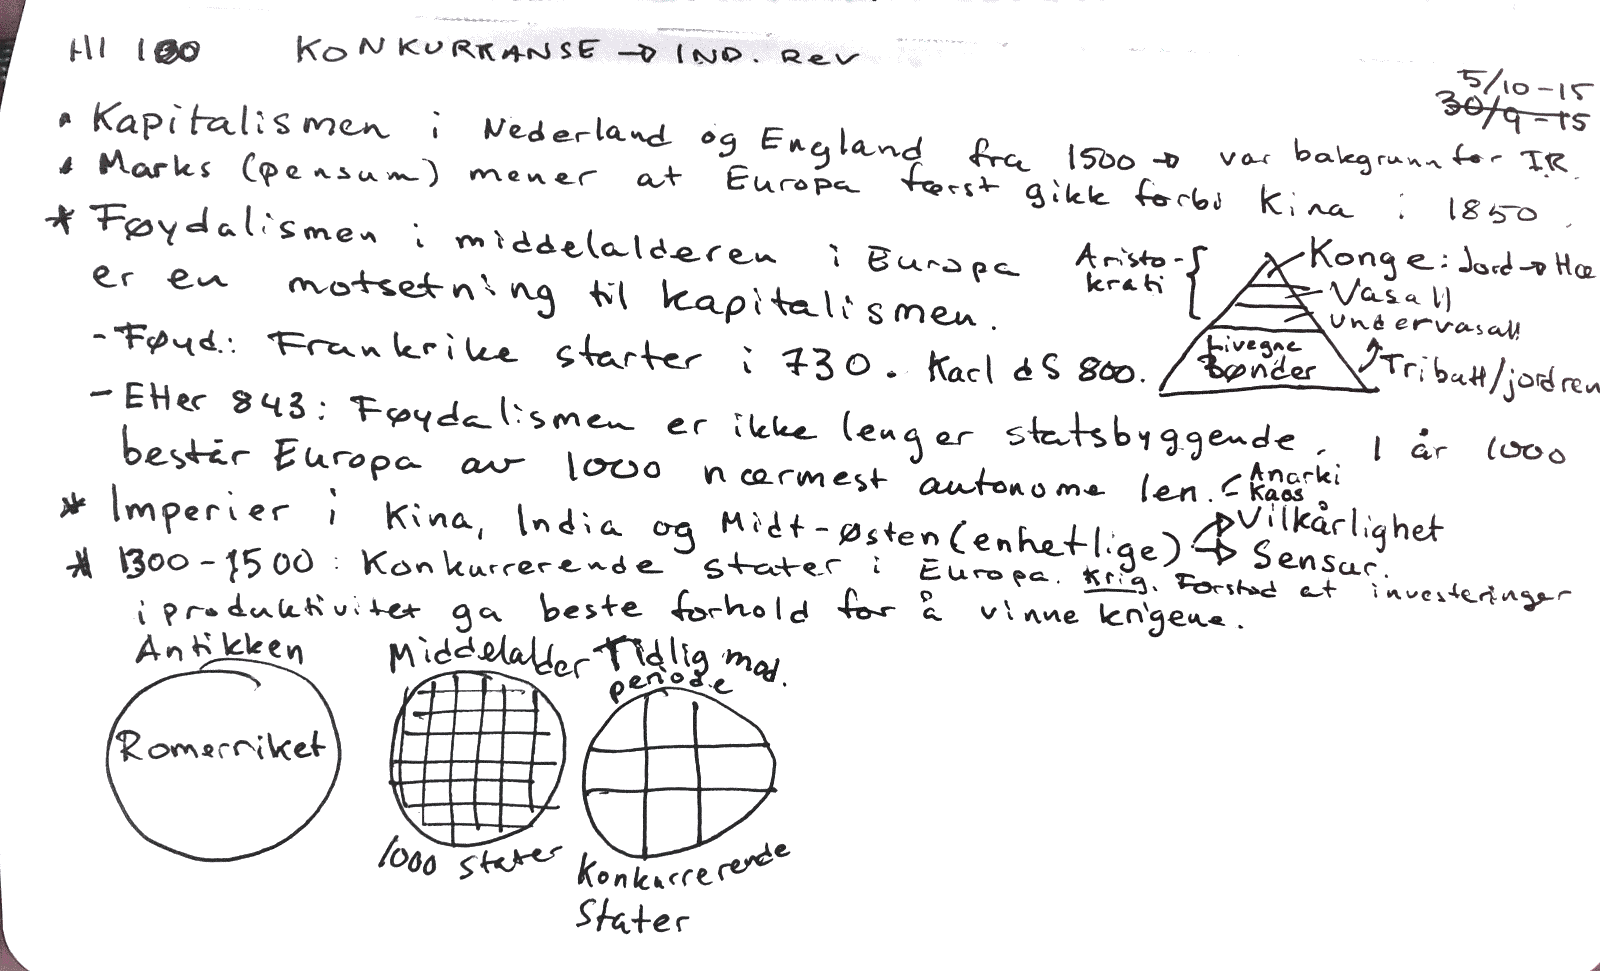 HI 100 KONKURRANSE → IND. REV
5/10-15
30/9-15
• Kapitalismen i Nederland og England fra 1500 → var bakgrunn for IR.
• Marks (pensum) mener at Europa først gikk forbi Kina i 1850.
* Føydalismen i middelalderen i Europa
er en motsetning til kapitalismen.
Aristo-
krati
Konge: Jord → Hæ
Vasall
Undervasall
Livegne
bønder
Tributt/jorden
- Føyd.: Frankrike starter i 730. Karl dS 800.
- Etter 843: Føydalismen er ikke lenger statsbyggende. I år 1000
består Europa av 1000 nærmest autonome len.
- Anarki
- Kaos
* Imperier i Kina, India og Midt-Østen (enhetlige)
→ Vilkårlighet
→ Sensur.
* 1300-1500: Konkurrerende stater i Europa. Krig. Forstod at investeringer
i produktivitet ga beste forhold for å vinne krigene.
Antikken
Romerriket
Middelalder
1000 stater
Tidlig mod.
periode
Konkurrerende
Stater